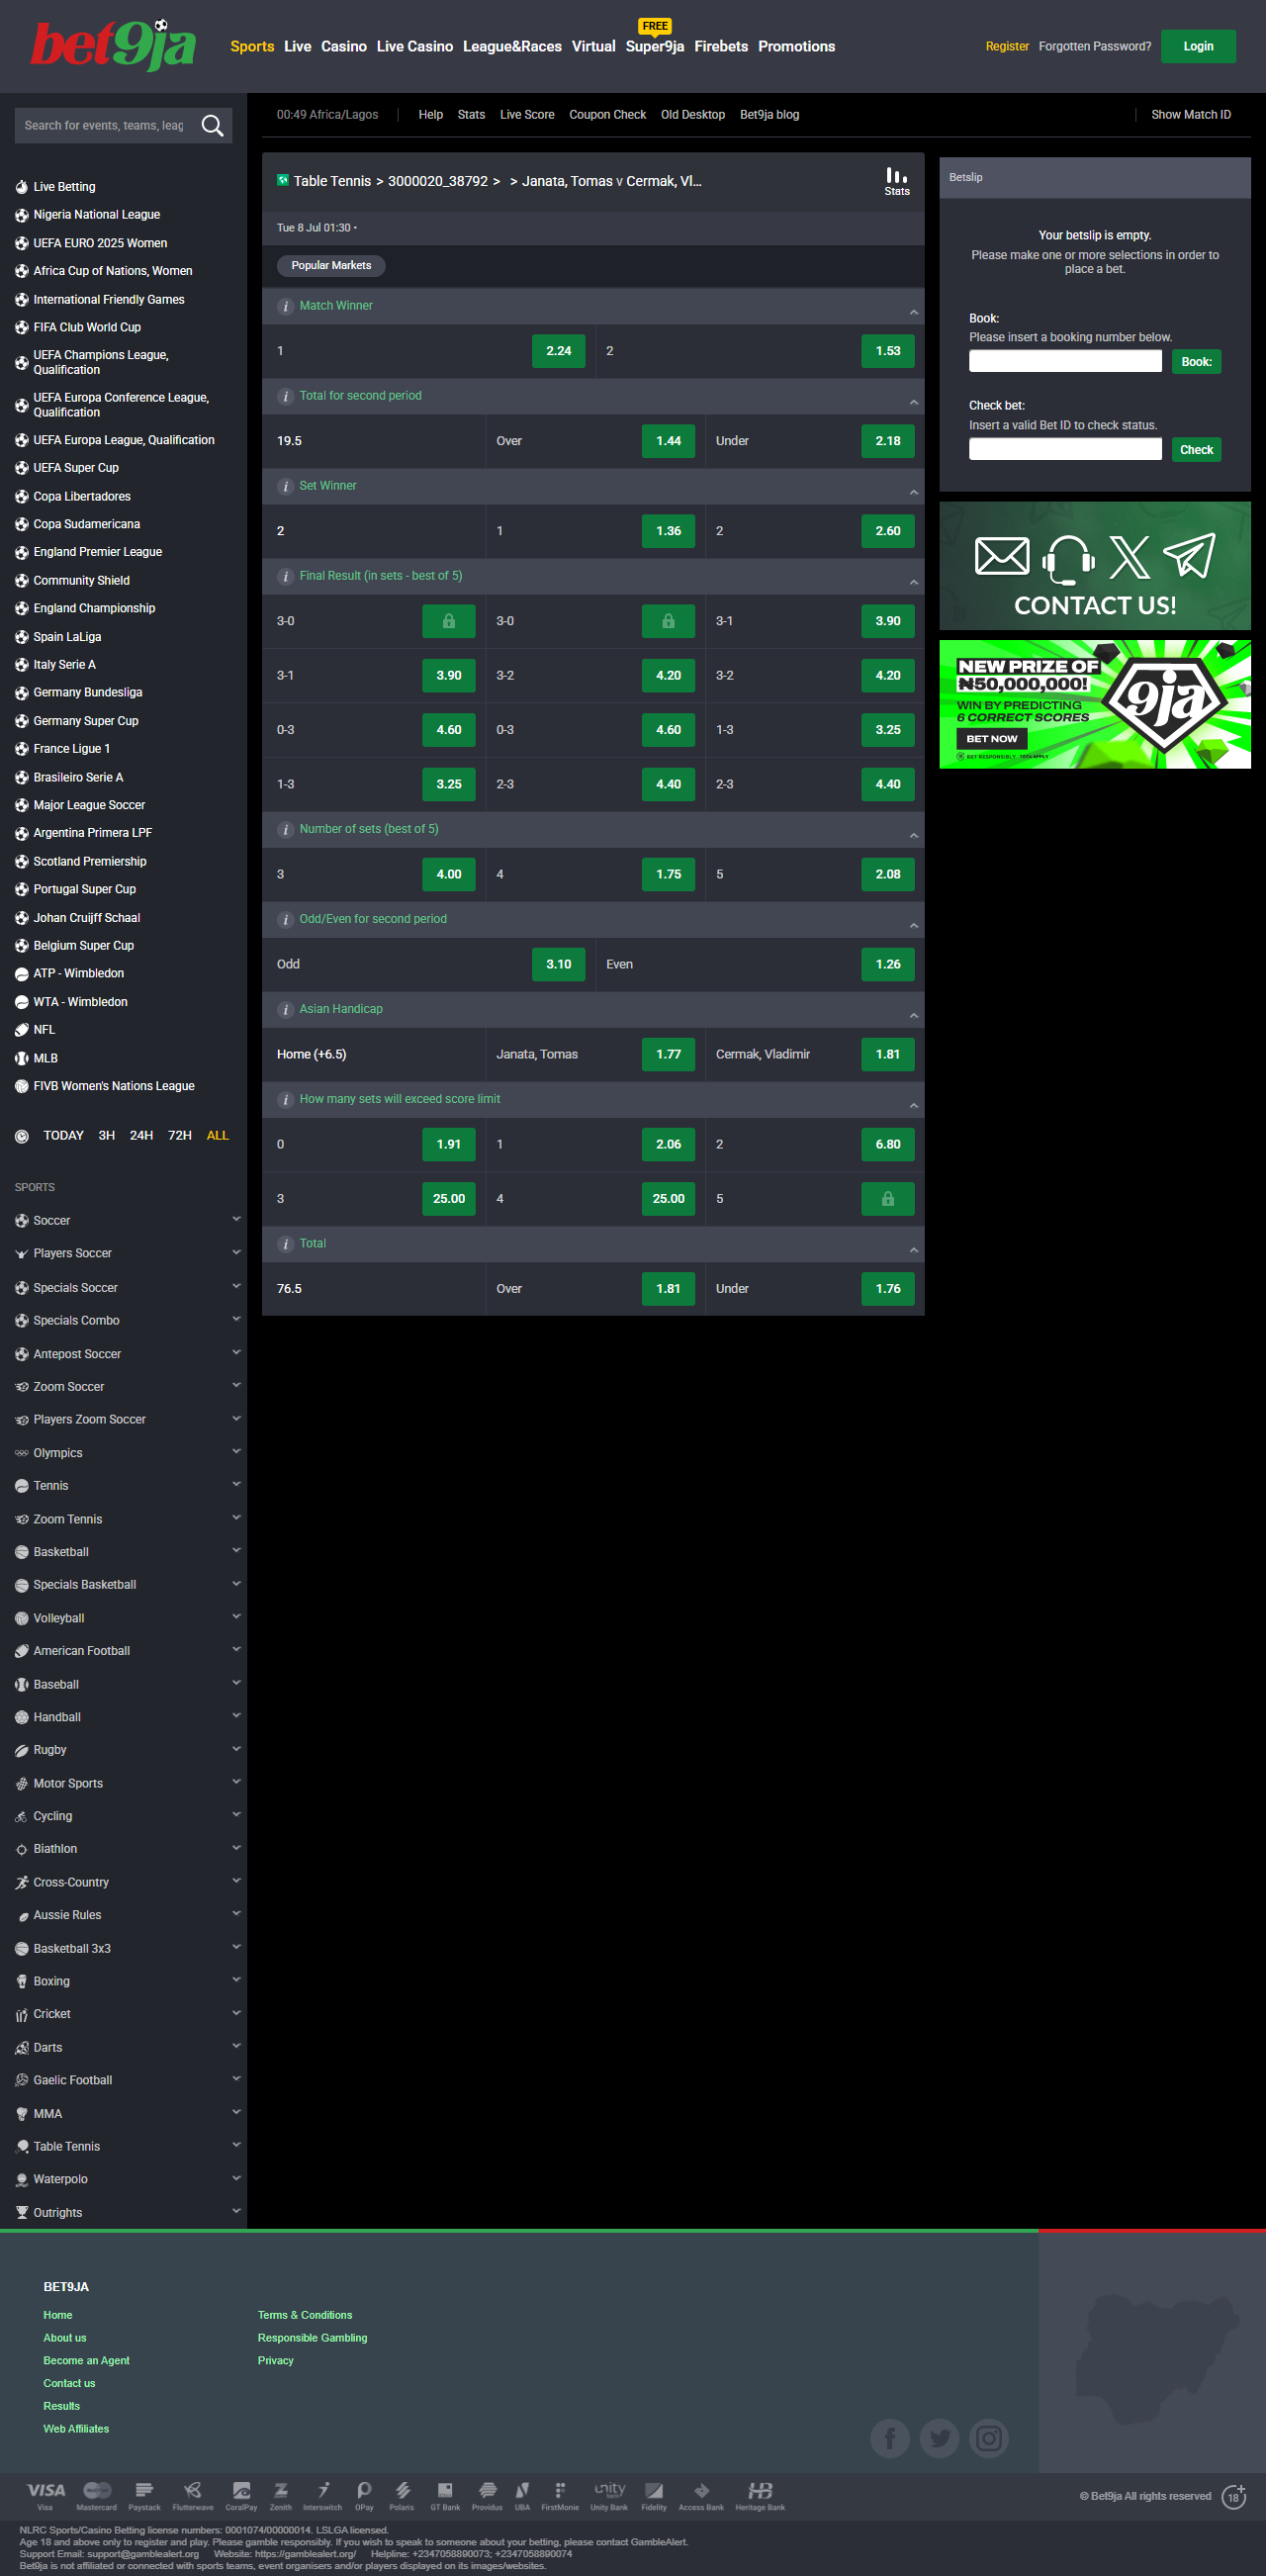 bet9ja
FREE
Sports Live Casino Live Casino League&Races Virtual Super9ja Firebets Promotions
Register Forgotten Password? Login
Search for events, teams, leag
00:49 Africa/Lagos Help Stats Live Score Coupon Check Old Desktop Bet9ja blog Show Match ID
Live Betting
Nigeria National League
UEFA EURO 2025 Women
Africa Cup of Nations, Women
International Friendly Games
FIFA Club World Cup
UEFA Champions League,
Qualification
UEFA Europa Conference League,
Qualification
UEFA Europa League, Qualification
UEFA Super Cup
Copa Libertadores
Copa Sudamericana
England Premier League
Community Shield
England Championship
Spain LaLiga
Italy Serie A
Germany Bundesliga
Germany Super Cup
France Ligue 1
Brasileiro Serie A
Major League Soccer
Argentina Primera LPF
Scotland Premiership
Portugal Super Cup
Johan Cruijff Schaal
Belgium Super Cup
ATP - Wimbledon
WTA - Wimbledon
NFL
MLB
FIVB Women's Nations League
TODAY 3H 24H 72H ALL
SPORTS
Soccer
Players Soccer
Specials Soccer
Specials Combo
Antepost Soccer
Zoom Soccer
Players Zoom Soccer
Olympics
Tennis
Zoom Tennis
Basketball
Specials Basketball
Volleyball
American Football
Baseball
Handball
Rugby
Motor Sports
Cycling
Biathlon
Cross-Country
Aussie Rules
Basketball 3x3
Boxing
Cricket
Darts
Gaelic Football
MMA
Table Tennis
Waterpolo
Outrights
Table Tennis > 3000020_38792 > > Janata, Tomas v Cermak, Vl...
Stats
Tue 8 Jul 01:30 •
Popular Markets
i Match Winner
1 2.24 2 1.53
i Total for second period
19.5 Over 1.44 Under 2.18
i Set Winner
2 1 1.36 2 2.60
i Final Result (in sets - best of 5)
3-0 3-0 3-1 3.90
3-1 3.90 3-2 4.20 3-2 4.20
0-3 4.60 0-3 4.60 1-3 3.25
1-3 3.25 2-3 4.40 2-3 4.40
i Number of sets (best of 5)
3 4.00 4 1.75 5 2.08
i Odd/Even for second period
Odd 3.10 Even 1.26
i Asian Handicap
Home (+6.5) Janata, Tomas 1.77 Cermak, Vladimir 1.81
i How many sets will exceed score limit
0 1.91 1 2.06 2 6.80
3 25.00 4 25.00 5
i Total
76.5 Over 1.81 Under 1.76
Betslip
Your betslip is empty.
Please make one or more selections in order to
place a bet.
Book:
Please insert a booking number below.
Book:
Check bet:
Insert a valid Bet ID to check status.
Check
CONTACT US!
NEW PRIZE OF
₦50,000,000!
WIN BY PREDICTING
6 CORRECT SCORES
BET NOW
9ja
BET RESPONSIBLY.
BET9JA
Home
About us
Become an Agent
Contact us
Results
Web Affiliates
Terms & Conditions
Responsible Gambling
Privacy
VISA unity HB
Visa Mastercard Paystack Flutterwave CoralPay Zenith Interswitch OPay Polaris GT Bank Providus UBA FirstMonie Unity Bank Fidelity Access Bank Heritage Bank
© Bet9ja All rights reserved 18+
NLRC Sports/Casino Betting license numbers: 0001074/00000014. LSLGA licensed.
Age 18 and above only to register and play. Please gamble responsibly. If you wish to speak to someone about your betting, please contact GambleAlert.
Support Email: support@gamblealert.org Website: https://gamblealert.org/ Helpline: +2347058890073; +2347058890074
Bet9ja is not affiliated or connected with sports teams, event organisers and/or players displayed on its images/websites.